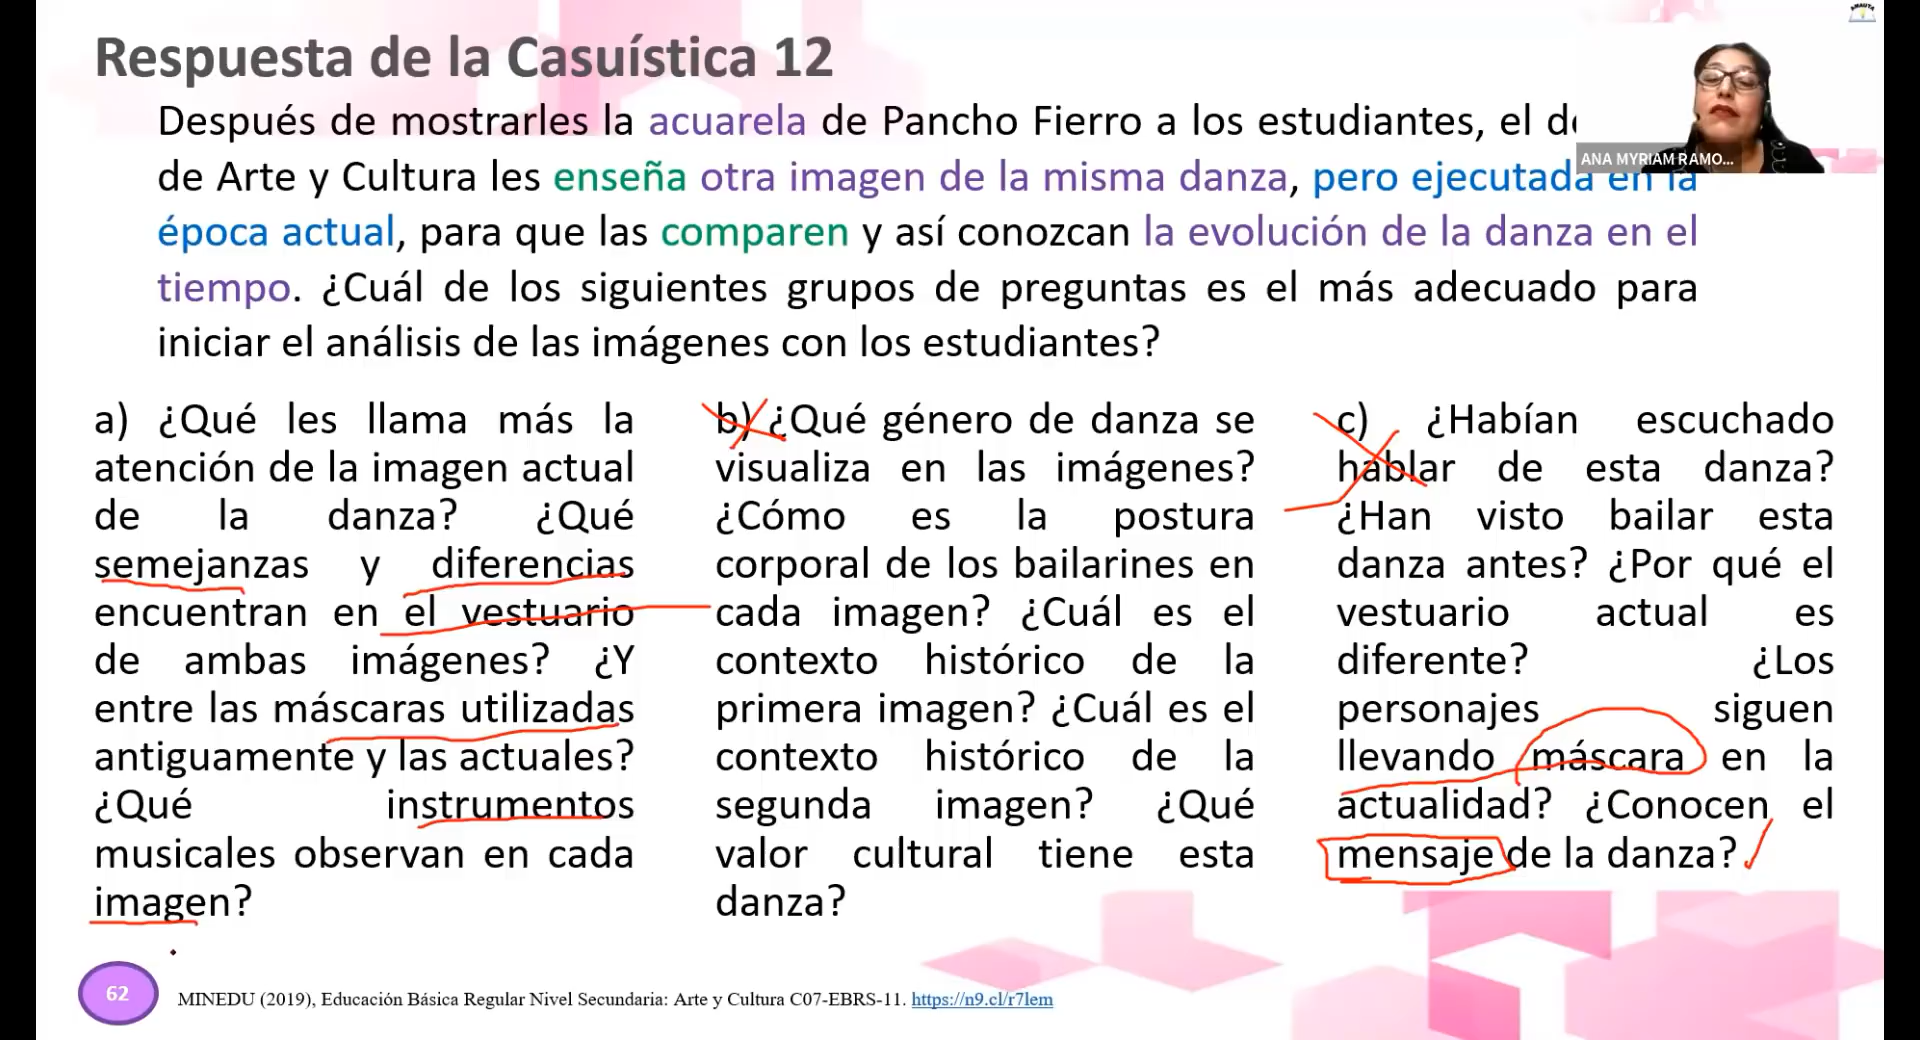 Respuesta de la Casuística 12
Después de mostrarles la acuarela de Pancho Fierro a los estudiantes, el
de Arte y Cultura les enseña otra imagen de la misma danza, pero ejecutada en la
época actual, para que las comparen y así conozcan la evolución de la danza en el
tiempo. ¿Cuál de los siguientes grupos de preguntas es el más adecuado para
iniciar el análisis de las imágenes con los estudiantes?
a) ¿Qué les llama más la
atención de la imagen actual
de la danza? ¿Qué
semejanzas y diferencias
encuentran en el vestuario
de ambas imágenes? ¿Y
entre las máscaras utilizadas
antiguamente y las actuales?
¿Qué instrumentos
musicales observan en cada
imagen?
b) ¿Qué género de danza se
visualiza en las imágenes?
¿Cómo es la postura
corporal de los bailarines en
cada imagen? ¿Cuál es el
contexto histórico de la
primera imagen? ¿Cuál es el
contexto histórico de la
segunda imagen? ¿Qué
valor cultural tiene esta
danza?
c) ¿Habían escuchado
hablar de esta danza?
¿Han visto bailar esta
danza antes? ¿Por qué el
vestuario actual es
diferente? ¿Los
personajes siguen
llevando máscara en la
actualidad? ¿Conocen el
mensaje de la danza?
62
MINEDU (2019), Educación Básica Regular Nivel Secundaria: Arte y Cultura C07-EBRS-11. https://n9.cl/r7lem
ANA MYRIAM RAMO...
AMAUTA